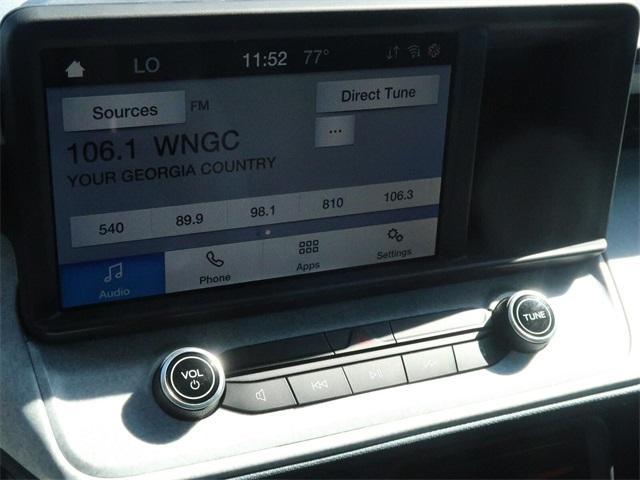 LO 11:52 77°
Sources FM Direct Tune
...
106.1 WNGC
YOUR GEORGIA COUNTRY
540 89.9 98.1 810 106.3
Audio Phone Apps Settings
VOL
TUNE